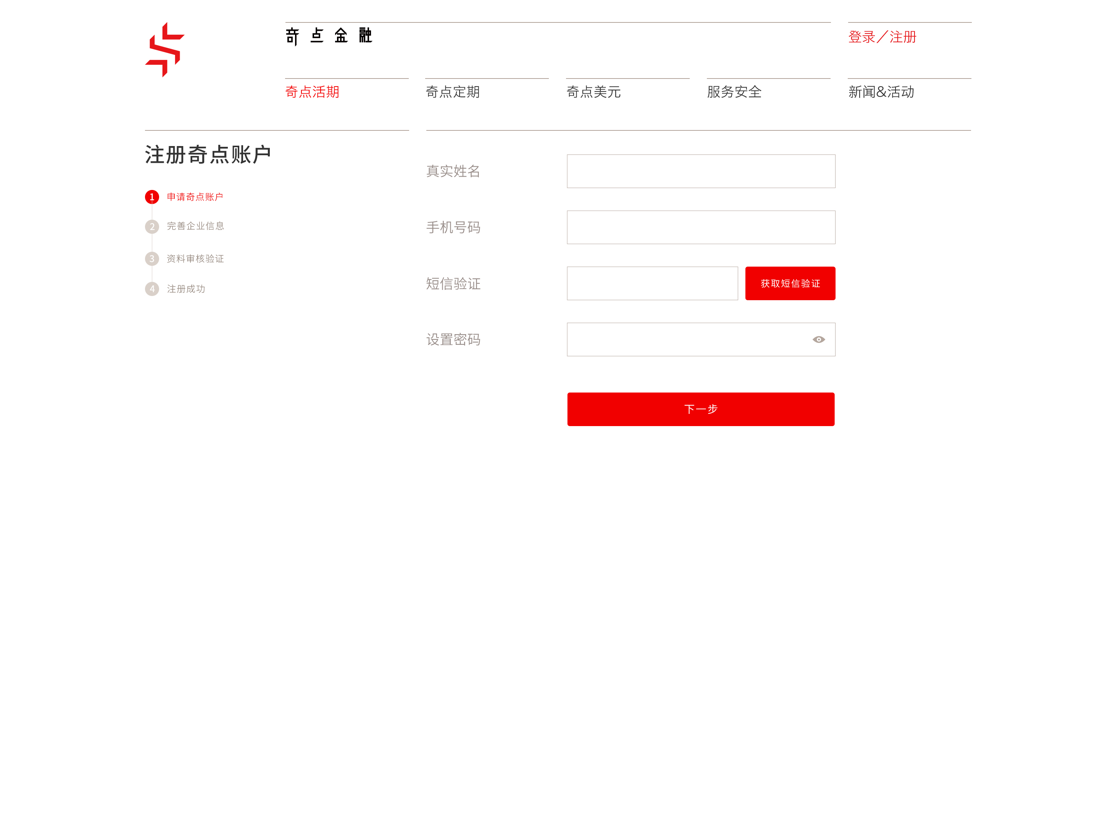 奇点金融
登录／注册
奇点活期
奇点定期
奇点美元
服务安全
新闻&活动
注册奇点账户
1 申请奇点账户
2 完善企业信息
3 资料审核验证
4 注册成功
真实姓名
手机号码
短信验证
获取短信验证
设置密码
下一步